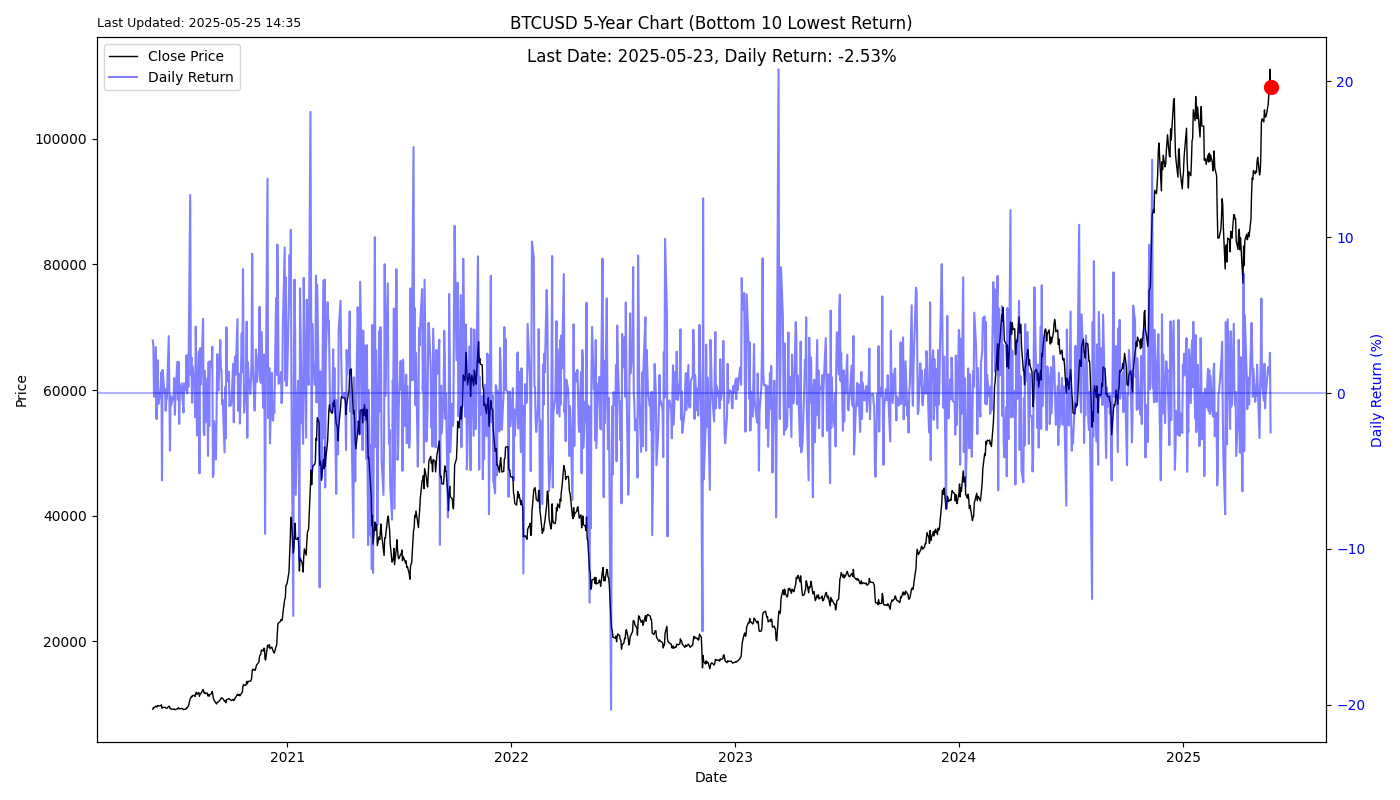 Last Updated: 2025-05-25 14:35
BTCUSD 5-Year Chart (Bottom 10 Lowest Return)
Last Date: 2025-05-23, Daily Return: -2.53%
Close Price
Daily Return
Price
100000
80000
60000
40000
20000
20
10
0
−10
−20
Daily Return (%)
2021
2022
2023
2024
2025
Date